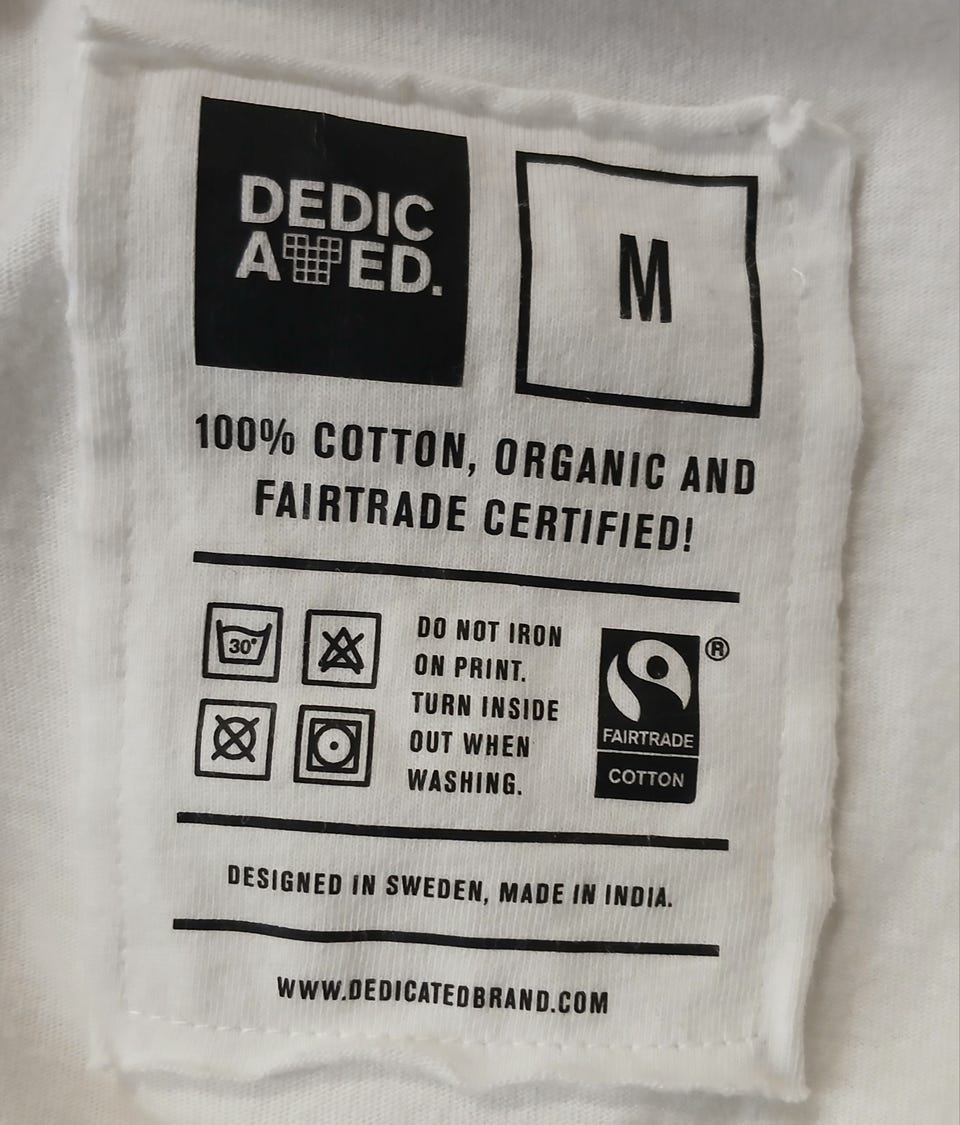 DEDIC
ATED.
M
100% COTTON, ORGANIC AND
FAIRTRADE CERTIFIED!
30°
DO NOT IRON
ON PRINT.
TURN INSIDE
OUT WHEN
WASHING.
®
FAIRTRADE
COTTON
DESIGNED IN SWEDEN, MADE IN INDIA.
WWW.DEDICATEDBRAND.COM